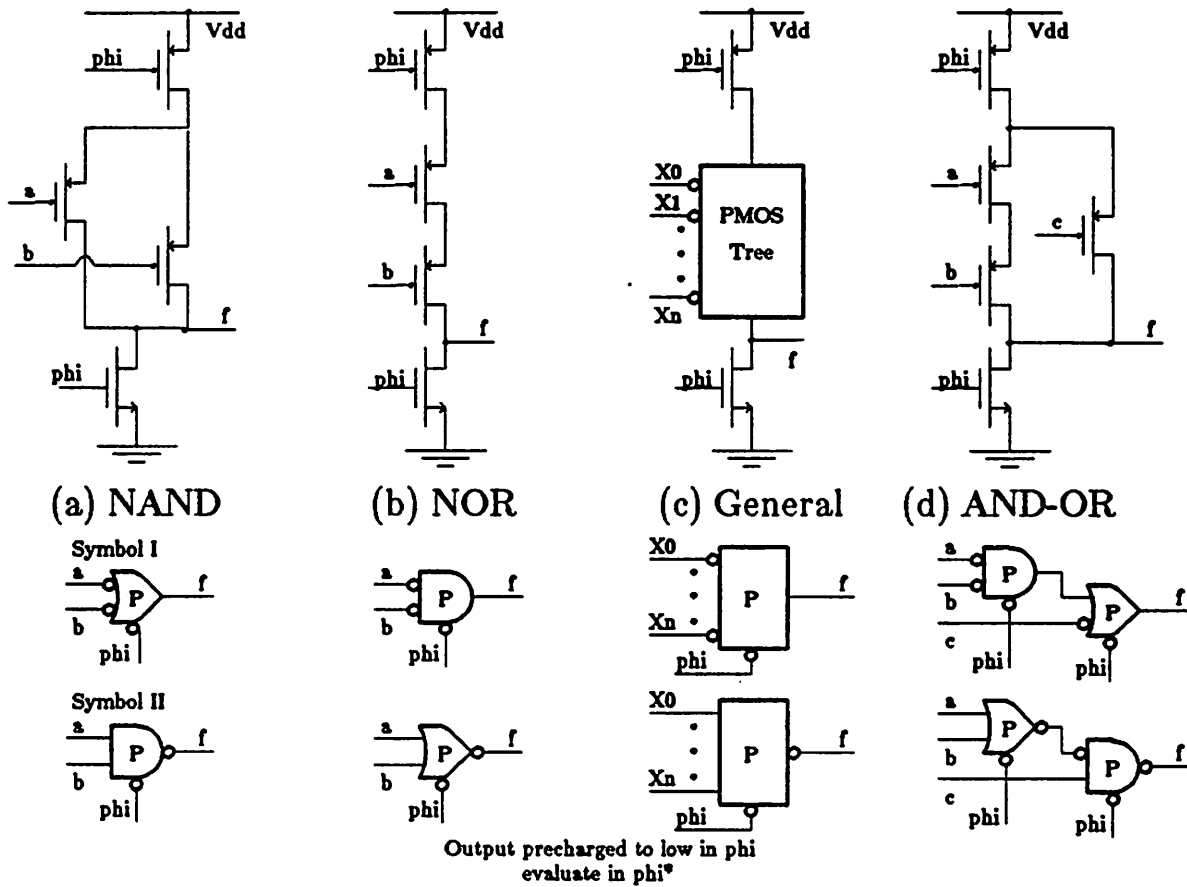 Vdd Vdd Vdd Vdd
phi phi phi phi
a a X0 a
X1 PMOS c
b b Tree b
Xn
f f f f
phi phi phi phi
(a) NAND (b) NOR (c) General (d) AND-OR
Symbol I
a P f a P f X0 P f a P P f
b b Xn b
c
phi phi phi phi phi
Symbol II
a P f a P f X0 P f a P P f
b b Xn b
c
phi phi phi phi phi
Output precharged to low in phi
evaluate in phi*